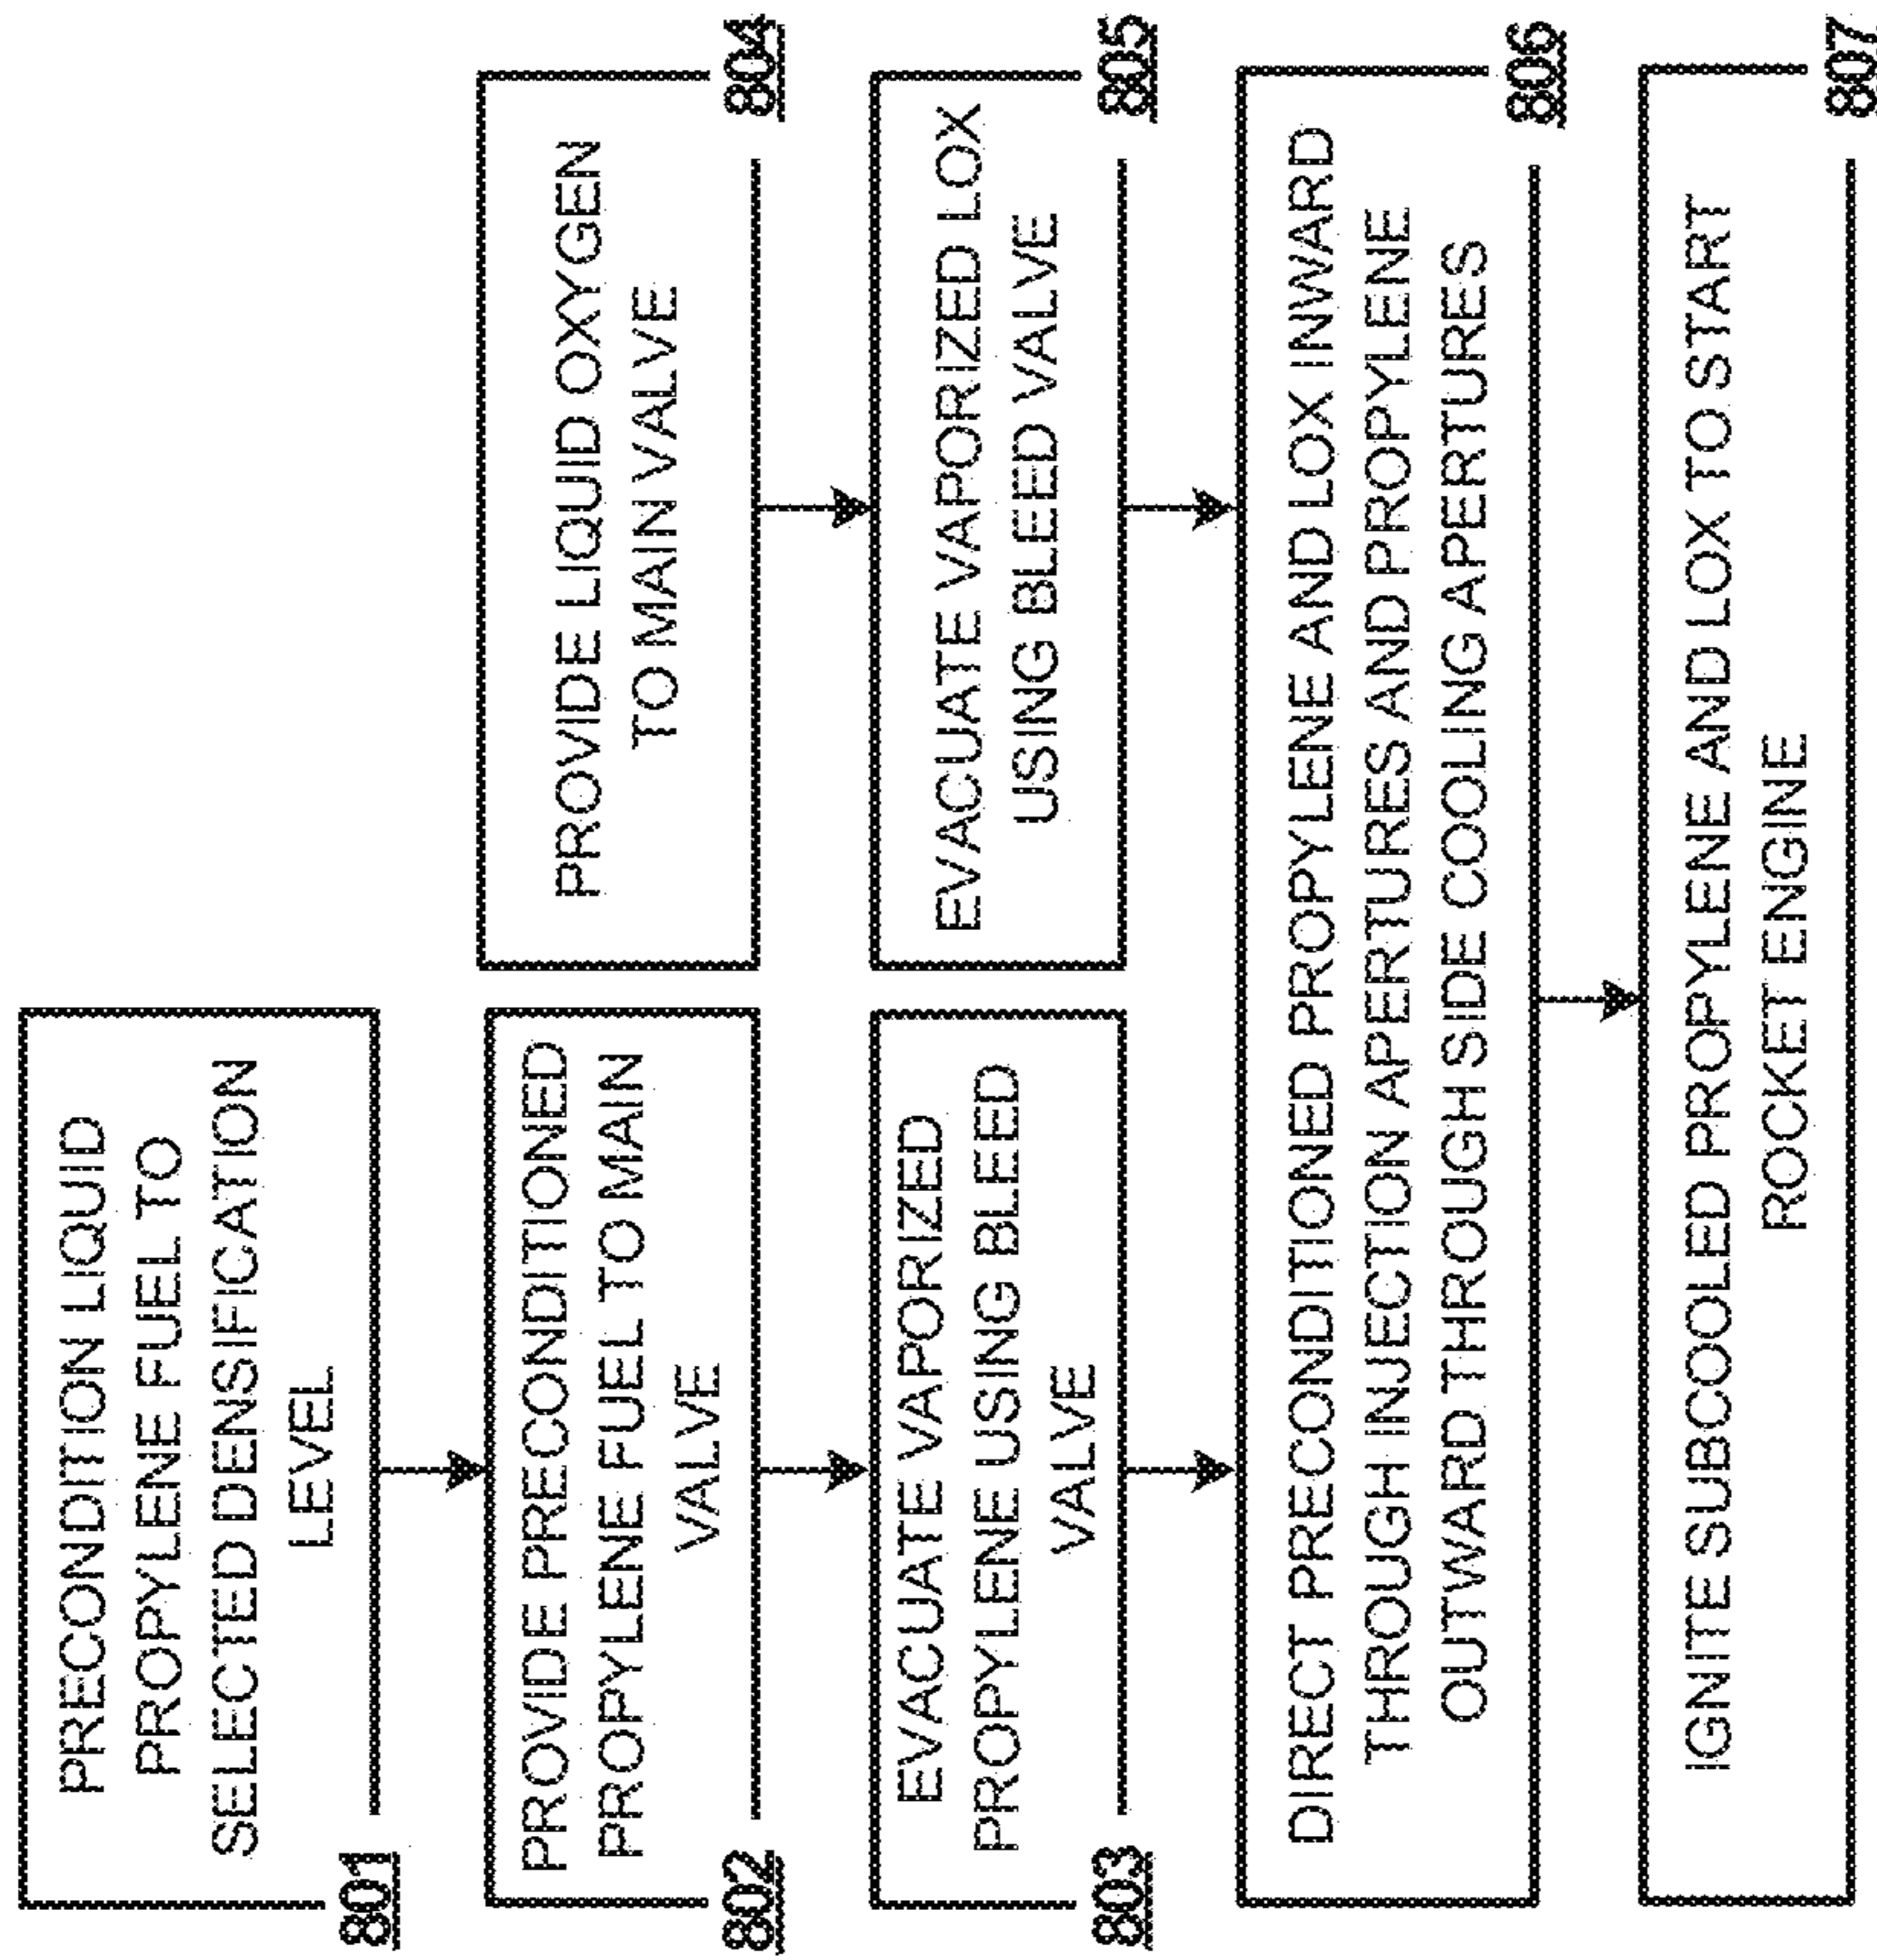 PRECONDITION LIQUID
PROPYLENE FUEL TO
SELECTED DENSIFICATION
LEVEL
801
PROVIDE PRECONDITIONED
PROPYLENE FUEL TO MAIN
VALVE
802
EVACUATE VAPORIZED
PROPYLENE USING BLEED
VALVE
803
PROVIDE LIQUID OXYGEN
TO MAIN VALVE
804
EVACUATE VAPORIZED LOX
USING BLEED VALVE
805
DIRECT PRECONDITIONED PROPYLENE AND LOX INWARD
THROUGH INJECTION APERTURES AND PROPYLENE
OUTWARD THROUGH SIDE COOLING APERTURES
806
IGNITE SUBCOOLED PROPYLENE AND LOX TO START
ROCKET ENGINE
807